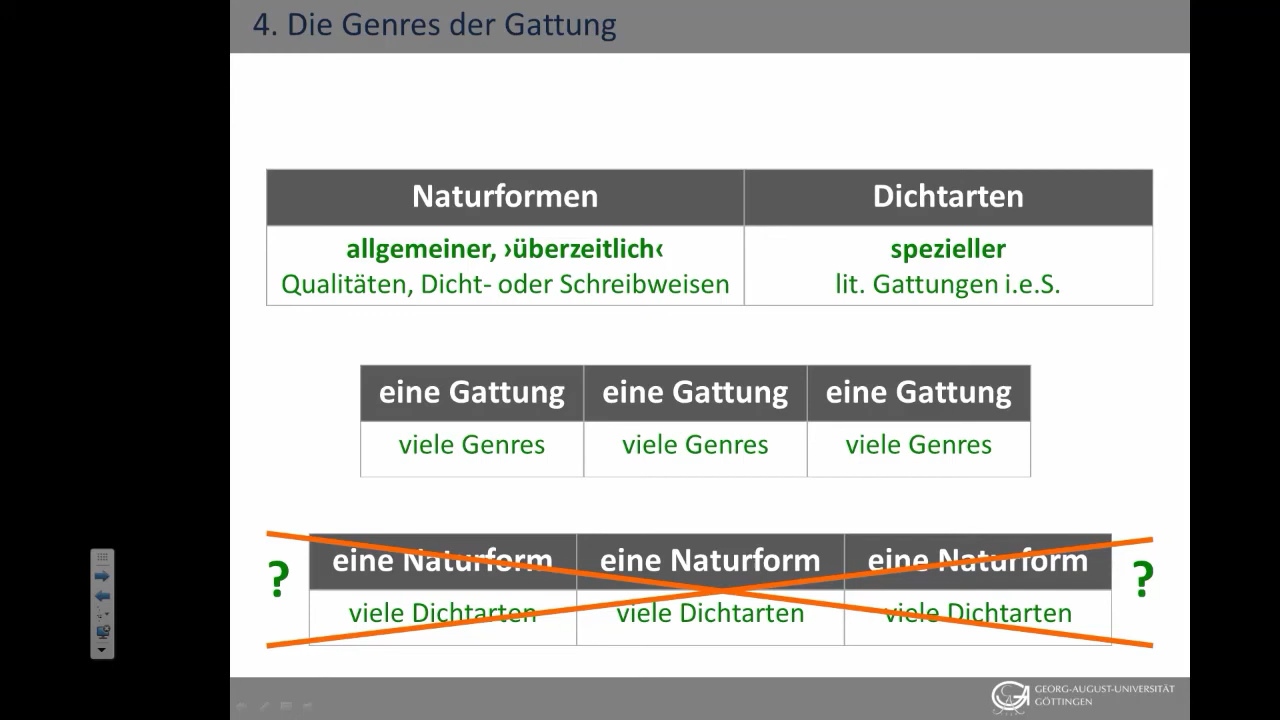 4. Die Genres der Gattung
Naturformen Dichtarten
allgemeiner, ›überzeitlich‹ spezieller
Qualitäten, Dicht- oder Schreibweisen lit. Gattungen i.e.S.
eine Gattung eine Gattung eine Gattung
viele Genres viele Genres viele Genres
? eine Naturform eine Naturform eine Naturform ?
viele Dichtarten viele Dichtarten viele Dichtarten
GEORG-AUGUST-UNIVERSITÄT
GÖTTINGEN